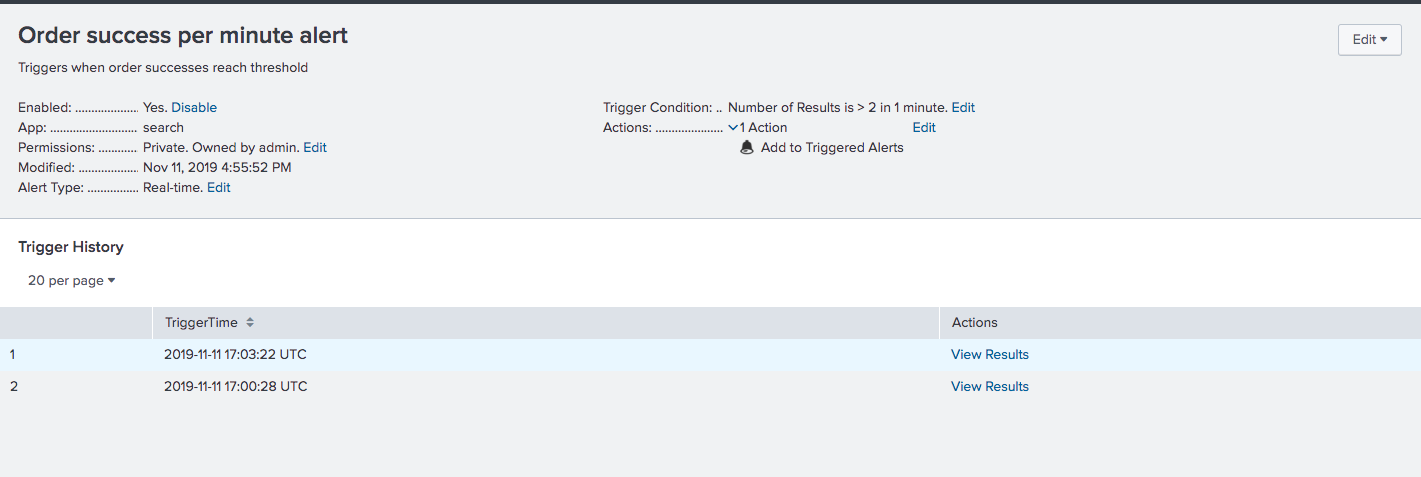 Order success per minute alert
Edit
Triggers when order successes reach threshold
Enabled: ................... Yes. Disable
App: ........................... search
Permissions: ............ Private. Owned by admin. Edit
Modified: .................. Nov 11, 2019 4:55:52 PM
Alert Type: ................ Real-time. Edit
Trigger Condition: .. Number of Results is > 2 in 1 minute. Edit
Actions: ..................... 1 Action Edit
Add to Triggered Alerts
Trigger History
20 per page
TriggerTime Actions
1 2019-11-11 17:03:22 UTC View Results
2 2019-11-11 17:00:28 UTC View Results